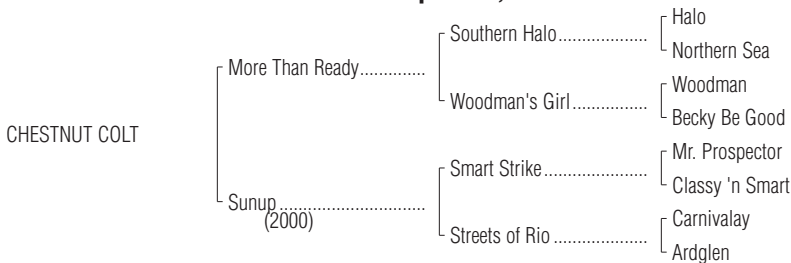 Halo
Southern Halo
Northern Sea
More Than Ready
Woodman
Woodman's Girl
Becky Be Good
CHESTNUT COLT
Mr. Prospector
Smart Strike
Classy 'n Smart
Sunup
(2000)
Carnivalay
Streets of Rio
Ardglen